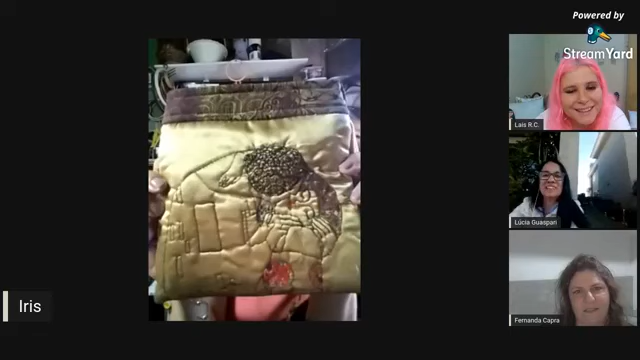 Powered by
StreamYard
Lais R.C.
Lúcia Guaspari
Fernanda Capra
Iris